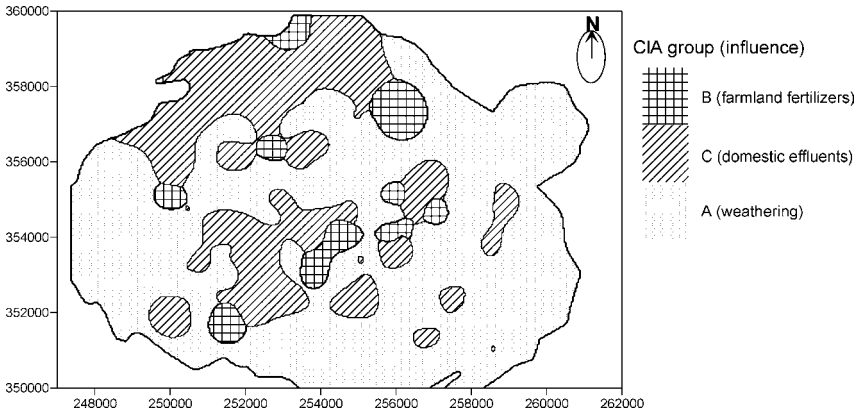 360000
358000
356000
354000
352000
350000
248000 250000 252000 254000 256000 258000 260000 262000
N
CIA group (influence)
B (farmland fertilizers)
C (domestic effluents)
A (weathering)